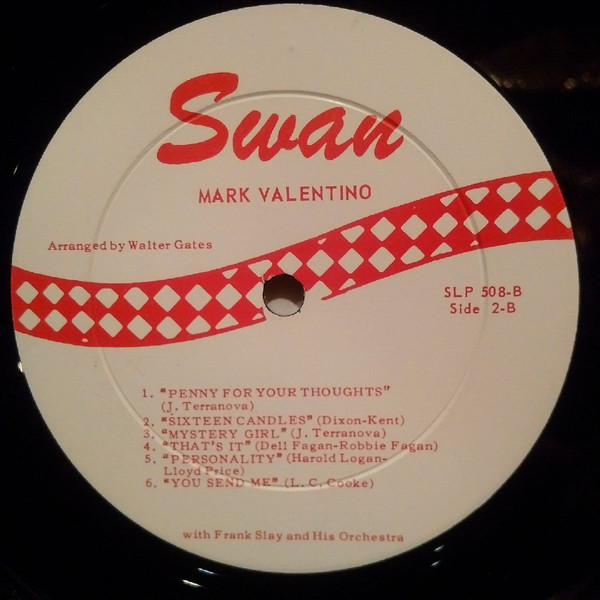 Swan
MARK VALENTINO
Arranged by Walter Gates
SLP 508-B
Side 2-B
1. "PENNY FOR YOUR THOUGHTS"
(J. Terranova)
2. "SIXTEEN CANDLES" (Dixon-Kent)
3. "MYSTERY GIRL" (J. Terranova)
4. "THAT'S IT" (Dell Fagan-Robbie Fagan)
5. "PERSONALITY" (Harold Logan-
Lloyd Price)
6. "YOU SEND ME" (L. C. Cooke)
with Frank Slay and His Orchestra